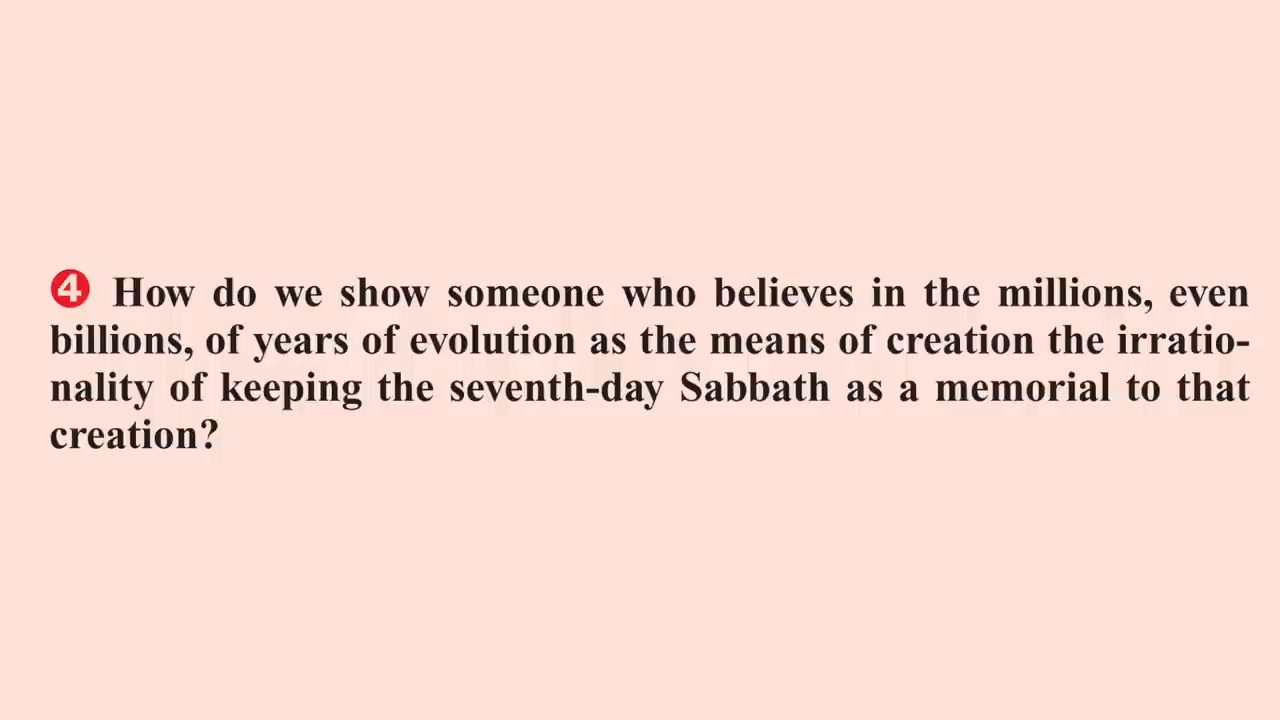 4 How do we show someone who believes in the millions, even
billions, of years of evolution as the means of creation the irratio-
nality of keeping the seventh-day Sabbath as a memorial to that
creation?